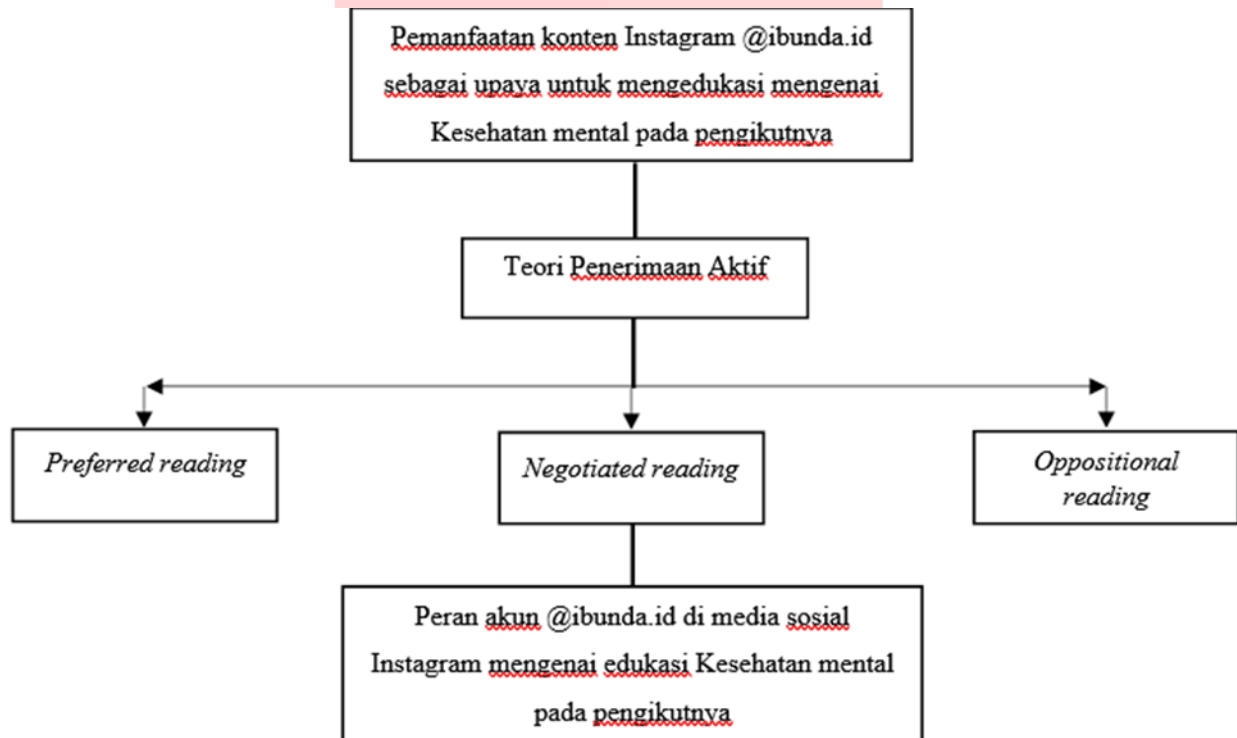 Pemanfaatan konten Instagram @ibunda.id
sebagai upaya untuk mengedukasi mengenai
Kesehatan mental pada pengikutnya
Teori Penerimaan Aktif
Preferred reading
Negotiated reading
Oppositional
reading
Peran akun @ibunda.id di media sosial
Instagram mengenai edukasi Kesehatan mental
pada pengikutnya